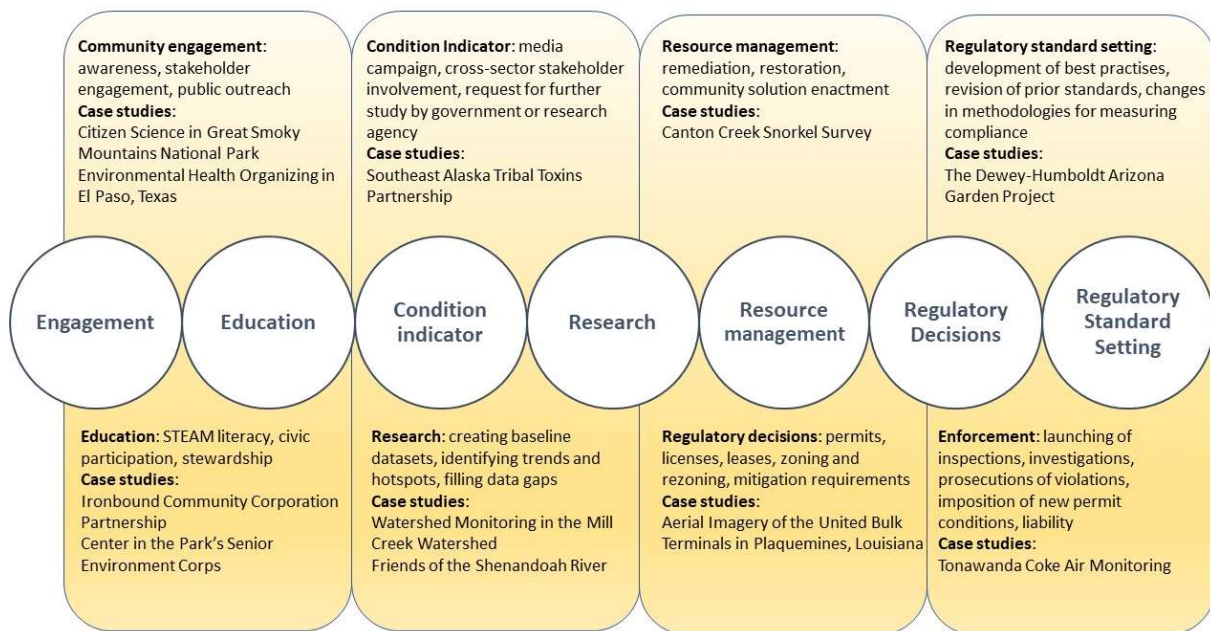 Community engagement:
awareness, stakeholder
engagement, public outreach
Case studies:
Citizen Science in Great Smoky
Mountains National Park
Environmental Health Organizing in
El Paso, Texas
Condition Indicator: media
campaign, cross-sector stakeholder
involvement, request for further
study by government or research
agency
Case studies:
Southeast Alaska Tribal Toxins
Partnership
Resource management:
remediation, restoration,
community solution enactment
Case studies:
Canton Creek Snorkel Survey
Regulatory standard setting:
development of best practises,
revision of prior standards, changes
in methodologies for measuring
compliance
Case studies:
The Dewey-Humboldt Arizona
Garden Project
Engagement
Education
Condition
indicator
Research
Resource
management
Regulatory
Decisions
Regulatory
Standard
Setting
Education: STEAM literacy, civic
participation, stewardship
Case studies:
Ironbound Community Corporation
Partnership
Center in the Park's Senior
Environment Corps
Research: creating baseline
datasets, identifying trends and
hotspots, filling data gaps
Case studies:
Watershed Monitoring in the Mill
Creek Watershed
Friends of the Shenandoah River
Regulatory decisions: permits,
licenses, leases, zoning and
rezoning, mitigation requirements
Case studies:
Aerial Imagery of the United Bulk
Terminals in Plaquemines, Louisiana
Enforcement: launching of
inspections, investigations,
prosecutions of violations,
imposition of new permit
conditions, liability
Case studies:
Tonawanda Coke Air Monitoring